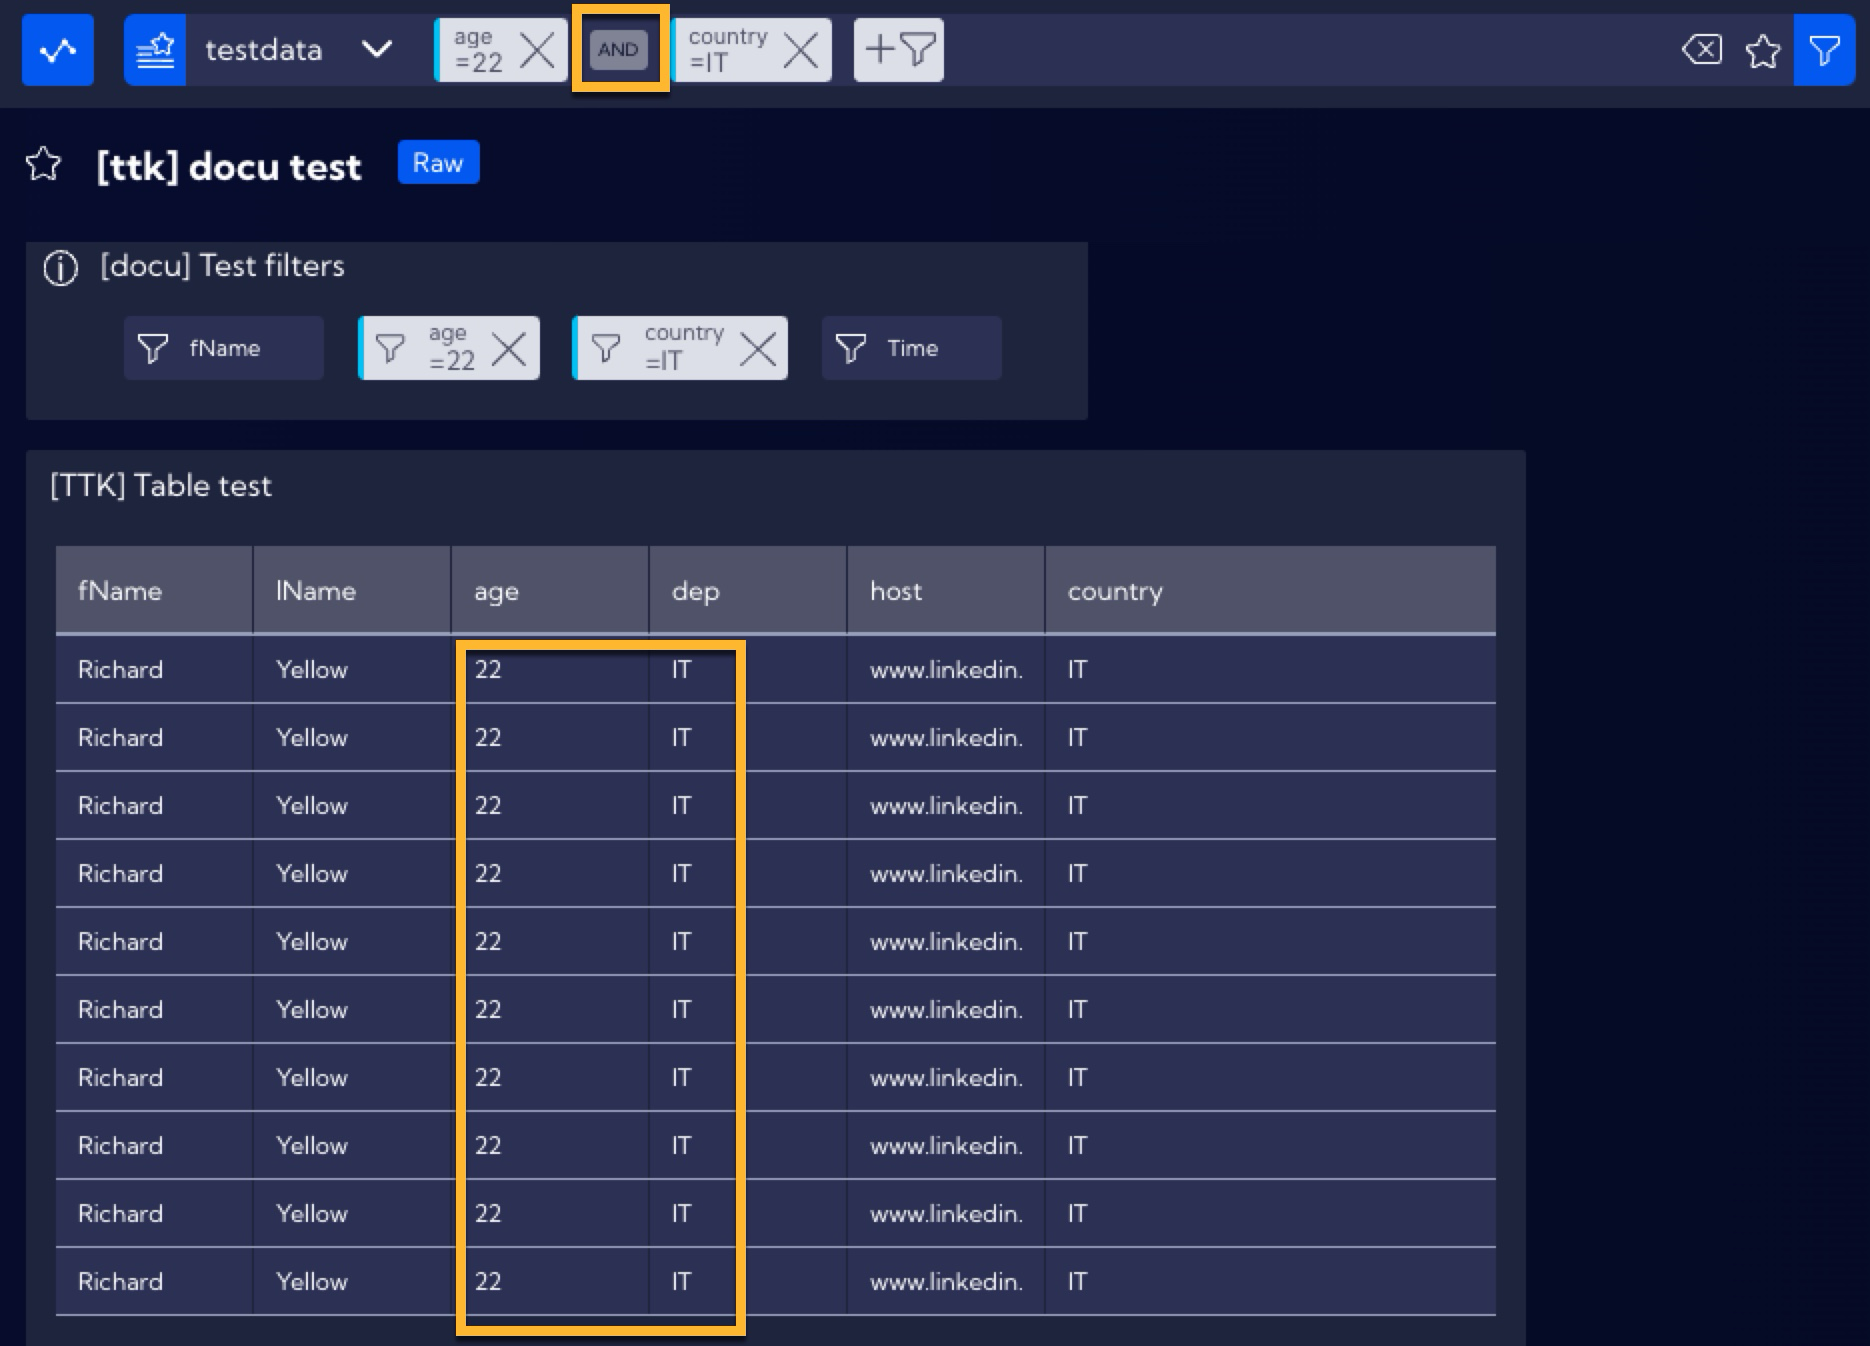 testdata
age
=22
AND
country
=IT
[ttk] docu test
Raw
[docu] Test filters
fName
age
=22
country
=IT
Time
[TTK] Table test
fName lName age dep host country
Richard Yellow 22 IT www.linkedin. IT
Richard Yellow 22 IT www.linkedin. IT
Richard Yellow 22 IT www.linkedin. IT
Richard Yellow 22 IT www.linkedin. IT
Richard Yellow 22 IT www.linkedin. IT
Richard Yellow 22 IT www.linkedin. IT
Richard Yellow 22 IT www.linkedin. IT
Richard Yellow 22 IT www.linkedin. IT
Richard Yellow 22 IT www.linkedin. IT
Richard Yellow 22 IT www.linkedin. IT